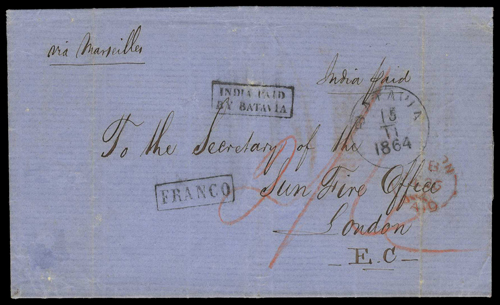 via Marseilles
India paid
INDIA PAID
BY BATAVIA
BATAVIA
15
11
1864
To the Secretary of the
FRANCO
Sun Fire Office
London
E.C